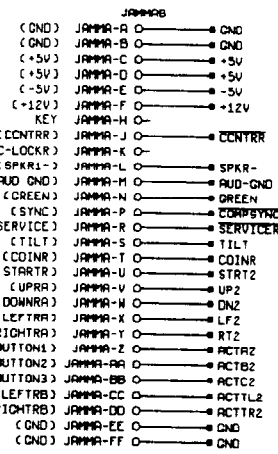 JAMMAB
(GND) JAMMA-A GND
(GND) JAMMA-B GND
(+5V) JAMMA-C +5V
(+5V) JAMMA-D +5V
(-5V) JAMMA-E -5V
(+12V) JAMMA-F +12V
KEY JAMMA-H
(CCNTRR) JAMMA-J CCNTRR
C-LOCKR) JAMMA-K
(SPKR1-) JAMMA-L SPKR-
AUD GND) JAMMA-M AUD-GND
(GREEN) JAMMA-N GREEN
(SYNC) JAMMA-P COMPSYNC
SERVICE) JAMMA-R SERVICER
(TILT) JAMMA-S TILT
(COINR) JAMMA-T COINR
STARTR) JAMMA-U STRT2
(UPRA) JAMMA-V UP2
DOWNRA) JAMMA-W DN2
LEFTRA) JAMMA-X LF2
RIGHTRA) JAMMA-Y RT2
BUTTON1) JAMMA-Z ACTA2
BUTTON2) JAMMA-AA ACTB2
BUTTON3) JAMMA-BB ACTC2
LEFTRB) JAMMA-CC ACTTL2
RIGHTRB) JAMMA-DD ACTTR2
(GND) JAMMA-EE GND
(GND) JAMMA-FF GND